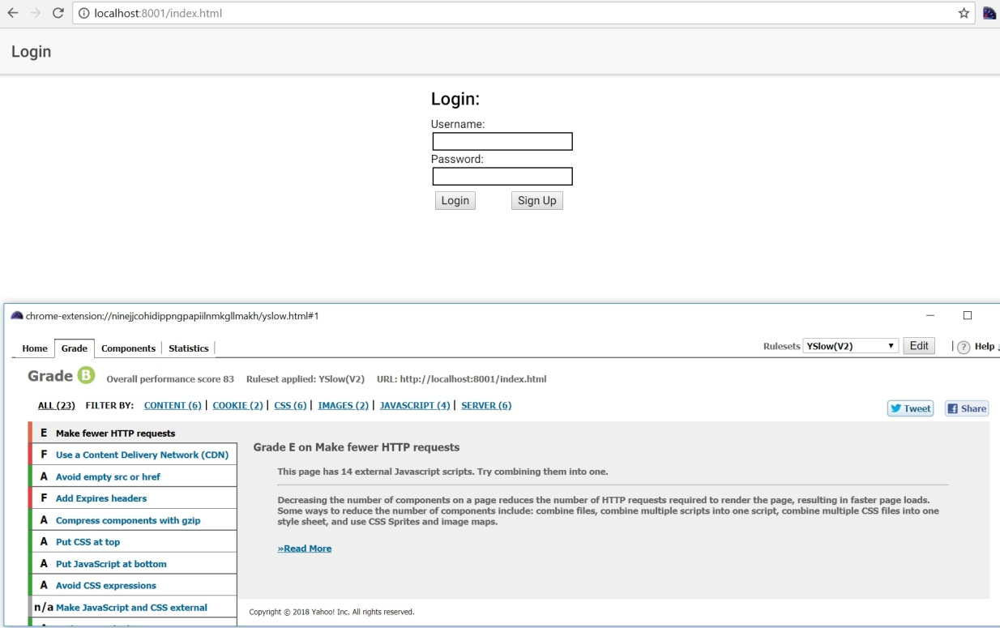 localhost:8001/index.html
Login
Login:
Username:
Password:
Login Sign Up
chrome-extension://ninejjcohidippngpapiilnmkgllmakh/yslow.html#1
Home Grade Components Statistics Rulesets YSlow(V2) Edit Help
Grade B Overall performance score 83 Ruleset applied: YSlow(V2) URL: http://localhost:8001/index.html
ALL (23) FILTER BY: CONTENT (6) COOKIE (2) CSS (6) IMAGES (2) JAVASCRIPT (4) SERVER (6) Tweet Share
E Make fewer HTTP requests
F Use a Content Delivery Network (CDN)
A Avoid empty src or href
F Add Expires headers
A Compress components with gzip
A Put CSS at top
A Put JavaScript at bottom
A Avoid CSS expressions
n/a Make JavaScript and CSS external
Grade E on Make fewer HTTP requests
This page has 14 external Javascript scripts. Try combining them into one.
Decreasing the number of components on a page reduces the number of HTTP requests required to render the page, resulting in faster page loads.
Some ways to reduce the number of components include: combine files, combine multiple scripts into one script, combine multiple CSS files into one
style sheet, and use CSS Sprites and image maps.
»Read More
Copyright © 2018 Yahoo! Inc. All rights reserved.